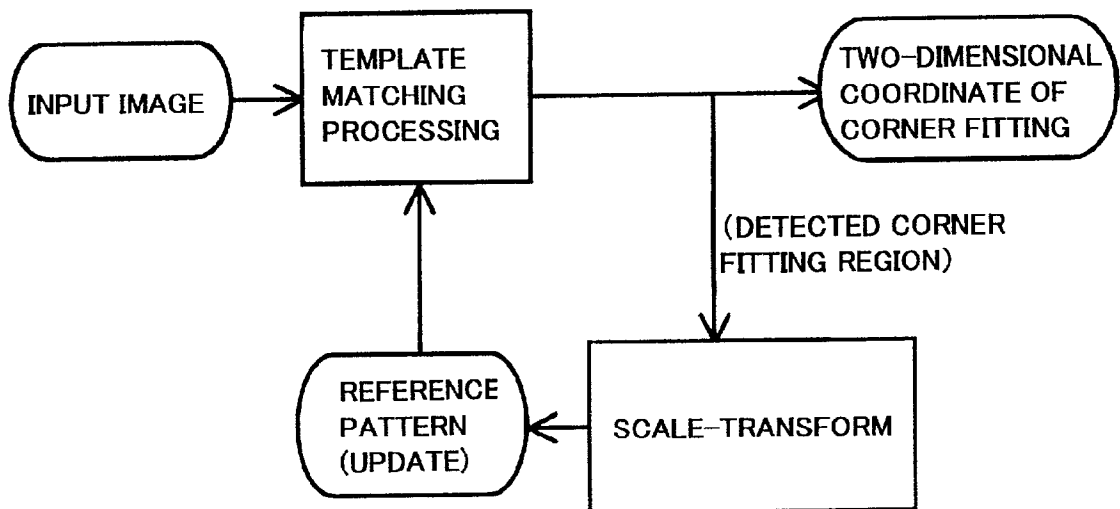 INPUT IMAGE
TEMPLATE
MATCHING
PROCESSING
TWO-DIMENSIONAL
COORDINATE OF
CORNER FITTING
(DETECTED CORNER
FITTING REGION)
REFERENCE
PATTERN
(UPDATE)
SCALE-TRANSFORM